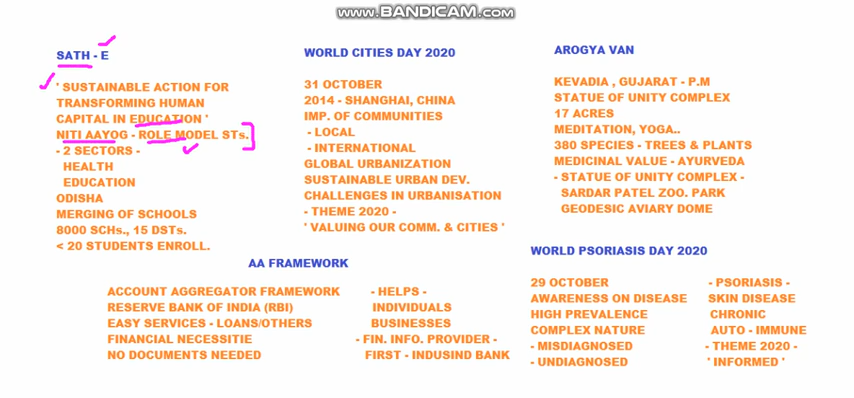 www.BANDICAM.com
SATH - E
' SUSTAINABLE ACTION FOR
TRANSFORMING HUMAN
CAPITAL IN EDUCATION '
NITI AAYOG - ROLE MODEL STs.
- 2 SECTORS -
HEALTH
EDUCATION
ODISHA
MERGING OF SCHOOLS
8000 SCHs., 15 DSTs.
< 20 STUDENTS ENROLL.
WORLD CITIES DAY 2020
31 OCTOBER
2014 - SHANGHAI, CHINA
IMP. OF COMMUNITIES
- LOCAL
- INTERNATIONAL
GLOBAL URBANIZATION
SUSTAINABLE URBAN DEV.
CHALLENGES IN URBANISATION
- THEME 2020 -
' VALUING OUR COMM. & CITIES '
AROGYA VAN
KEVADIA , GUJARAT - P.M
STATUE OF UNITY COMPLEX
17 ACRES
MEDITATION, YOGA..
380 SPECIES - TREES & PLANTS
MEDICINAL VALUE - AYURVEDA
- STATUE OF UNITY COMPLEX -
SARDAR PATEL ZOO. PARK
GEODESIC AVIARY DOME
AA FRAMEWORK
ACCOUNT AGGREGATOR FRAMEWORK
RESERVE BANK OF INDIA (RBI)
EASY SERVICES - LOANS/OTHERS
FINANCIAL NECESSITIE
NO DOCUMENTS NEEDED
- HELPS -
INDIVIDUALS
BUSINESSES
- FIN. INFO. PROVIDER -
FIRST - INDUSIND BANK
WORLD PSORIASIS DAY 2020
29 OCTOBER
AWARENESS ON DISEASE
HIGH PREVALENCE
COMPLEX NATURE
- MISDIAGNOSED
- UNDIAGNOSED
- PSORIASIS -
SKIN DISEASE
CHRONIC
AUTO - IMMUNE
- THEME 2020 -
' INFORMED '